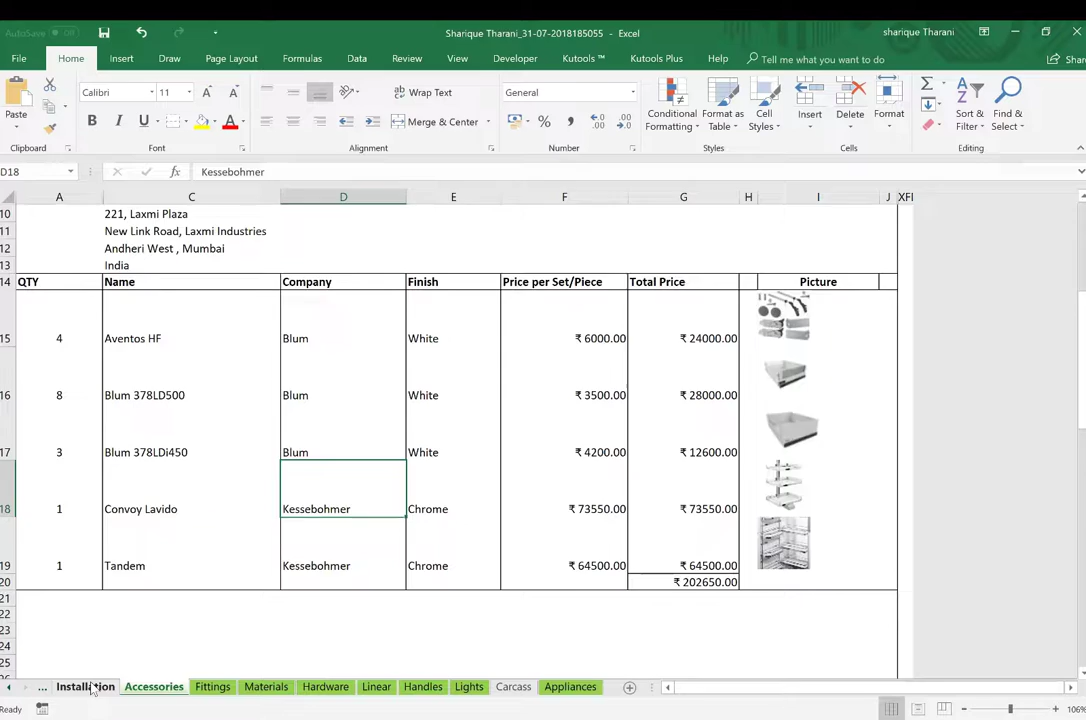 AutoSave Off Sharique Tharani_31-07-2018185055 - Excel sharique Tharani
File Home Insert Draw Page Layout Formulas Data Review View Developer Kutools ™ Kutools Plus Help Tell me what you want to do Share
Paste Calibri 11 A A Wrap Text General Conditional Format as Cell Insert Delete Format Σ Sort & Find &
B I U A Merge & Center % , Formatting Table Styles Filter Select
Clipboard Font Alignment Number Styles Cells Editing
D18 fx Kessebohmer
A C D E F G H I J XFI
10 221, Laxmi Plaza
11 New Link Road, Laxmi Industries
12 Andheri West , Mumbai
13 India
14 QTY Name Company Finish Price per Set/Piece Total Price Picture
15 4 Aventos HF Blum White ₹ 6000.00 ₹ 24000.00
16 8 Blum 378LD500 Blum White ₹ 3500.00 ₹ 28000.00
17 3 Blum 378LDi450 Blum White ₹ 4200.00 ₹ 12600.00
18 1 Convoy Lavido Kessebohmer Chrome ₹ 73550.00 ₹ 73550.00
19 1 Tandem Kessebohmer Chrome ₹ 64500.00 ₹ 64500.00
20 ₹ 202650.00
21
22
23
24
25
... Installation Accessories Fittings Materials Hardware Linear Handles Lights Carcass Appliances
Ready 106%